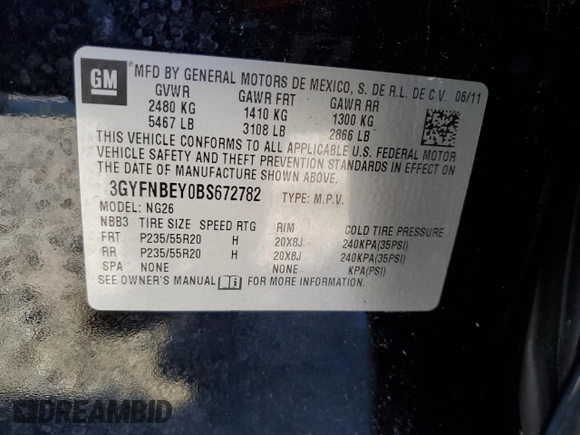 GM
MFD BY GENERAL MOTORS DE MEXICO, S. DE R.L. DE C.V. 06/11
GVWR GAWR FRT GAWR RR
2480 KG 1410 KG 1300 KG
5467 LB 3108 LB 2866 LB
THIS VEHICLE CONFORMS TO ALL APPLICABLE U.S. FEDERAL MOTOR
VEHICLE SAFETY AND THEFT PREVENTION STANDARDS IN EFFECT ON
THE DATE OF MANUFACTURE SHOWN ABOVE.
3GYFNBEY0BS672782 TYPE: M.P.V.
MODEL: NG26
NBB3 TIRE SIZE SPEED RTG RIM COLD TIRE PRESSURE
FRT P235/55R20 H 20X8J 240KPA(35PSI)
RR P235/55R20 H 20X8J 240KPA(35PSI)
SPA NONE NONE KPA(PSI)
SEE OWNER'S MANUAL FOR MORE INFORMATION.
DREAMBID